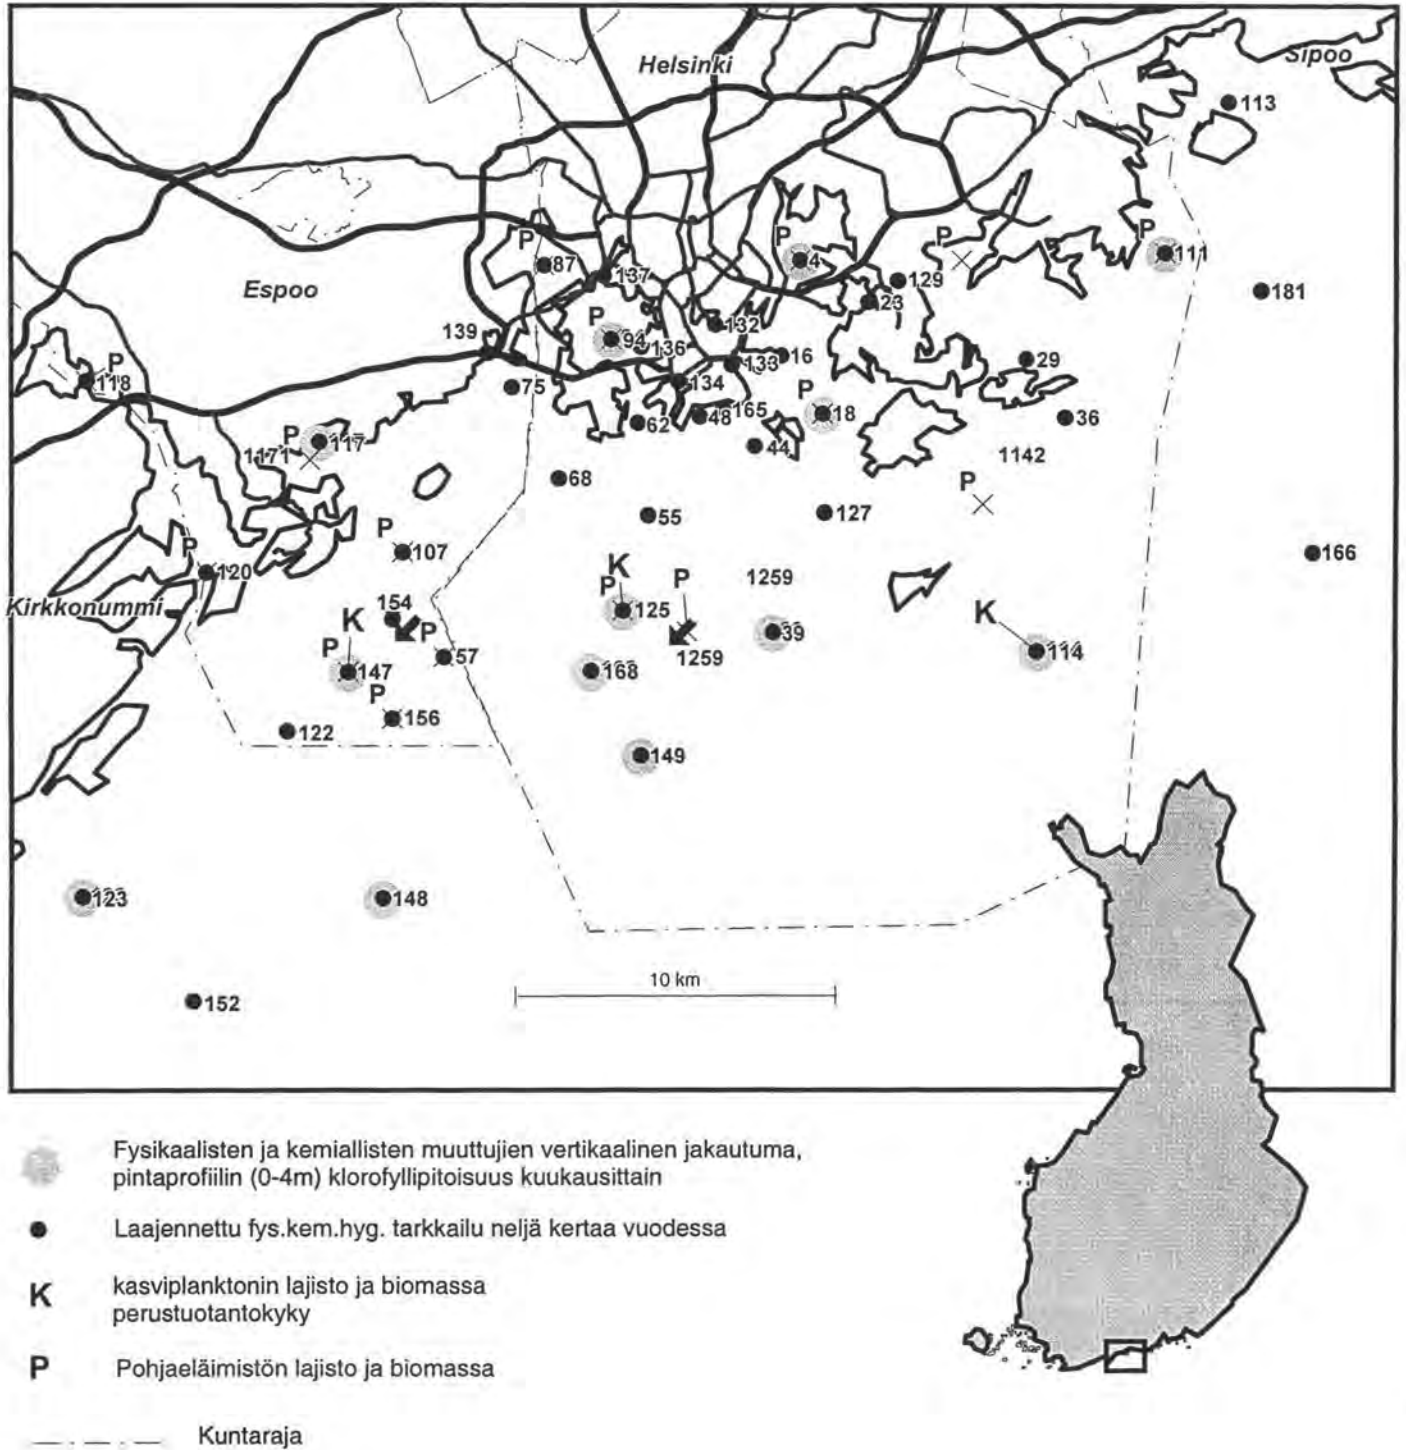 Helsinki
Sipoo
113
P
P
P
P
4
111
87
137
129
23
181
Espoo
P
94
139
132
136
16
133
29
P
118
134
75
P
165
48
18
36
62
P
117
44
1171
1142
68
P
55
127
P
107
166
P
120
K
P
1259
P
125
Kirkkonummi
154
K
K
P
39
P
57
1259
114
147
168
P
156
122
149
123
148
10 km
152
Fysikaalisten ja kemiallisten muuttujien vertikaalinen jakautuma,
pintaprofiilin (0-4m) klorofyllipitoisuus kuukausittain
Laajennettu fys.kem.hyg. tarkkailu neljä kertaa vuodessa
K kasviplanktonin lajisto ja biomassa
perustuotantokyky
P Pohjaeläimistön lajisto ja biomassa
Kuntaraja